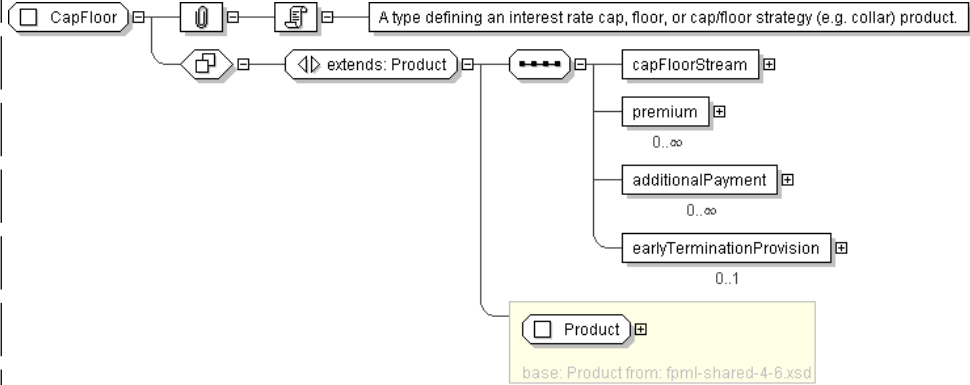 CapFloor
A type defining an interest rate cap, floor, or cap/floor strategy (e.g. collar) product.
extends: Product
capFloorStream
premium
0..∞
additionalPayment
0..∞
earlyTerminationProvision
0..1
Product
base: Product from: fpml-shared-4-6.xsd